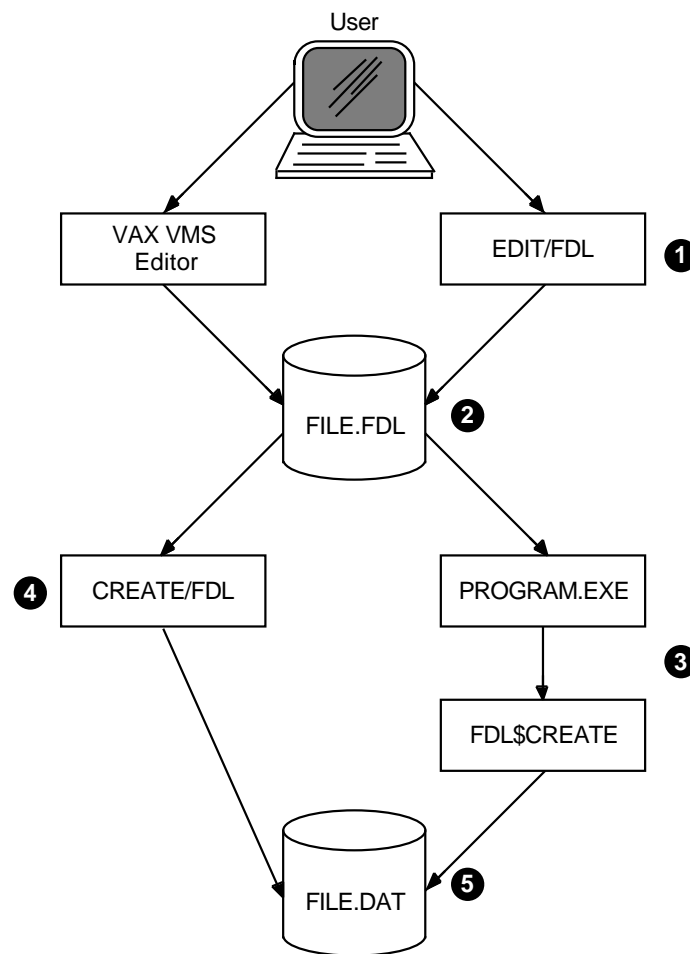 User
VAX VMS
Editor
EDIT/FDL
1
FILE.FDL
2
4
CREATE/FDL
PROGRAM.EXE
3
FDL$CREATE
FILE.DAT
5